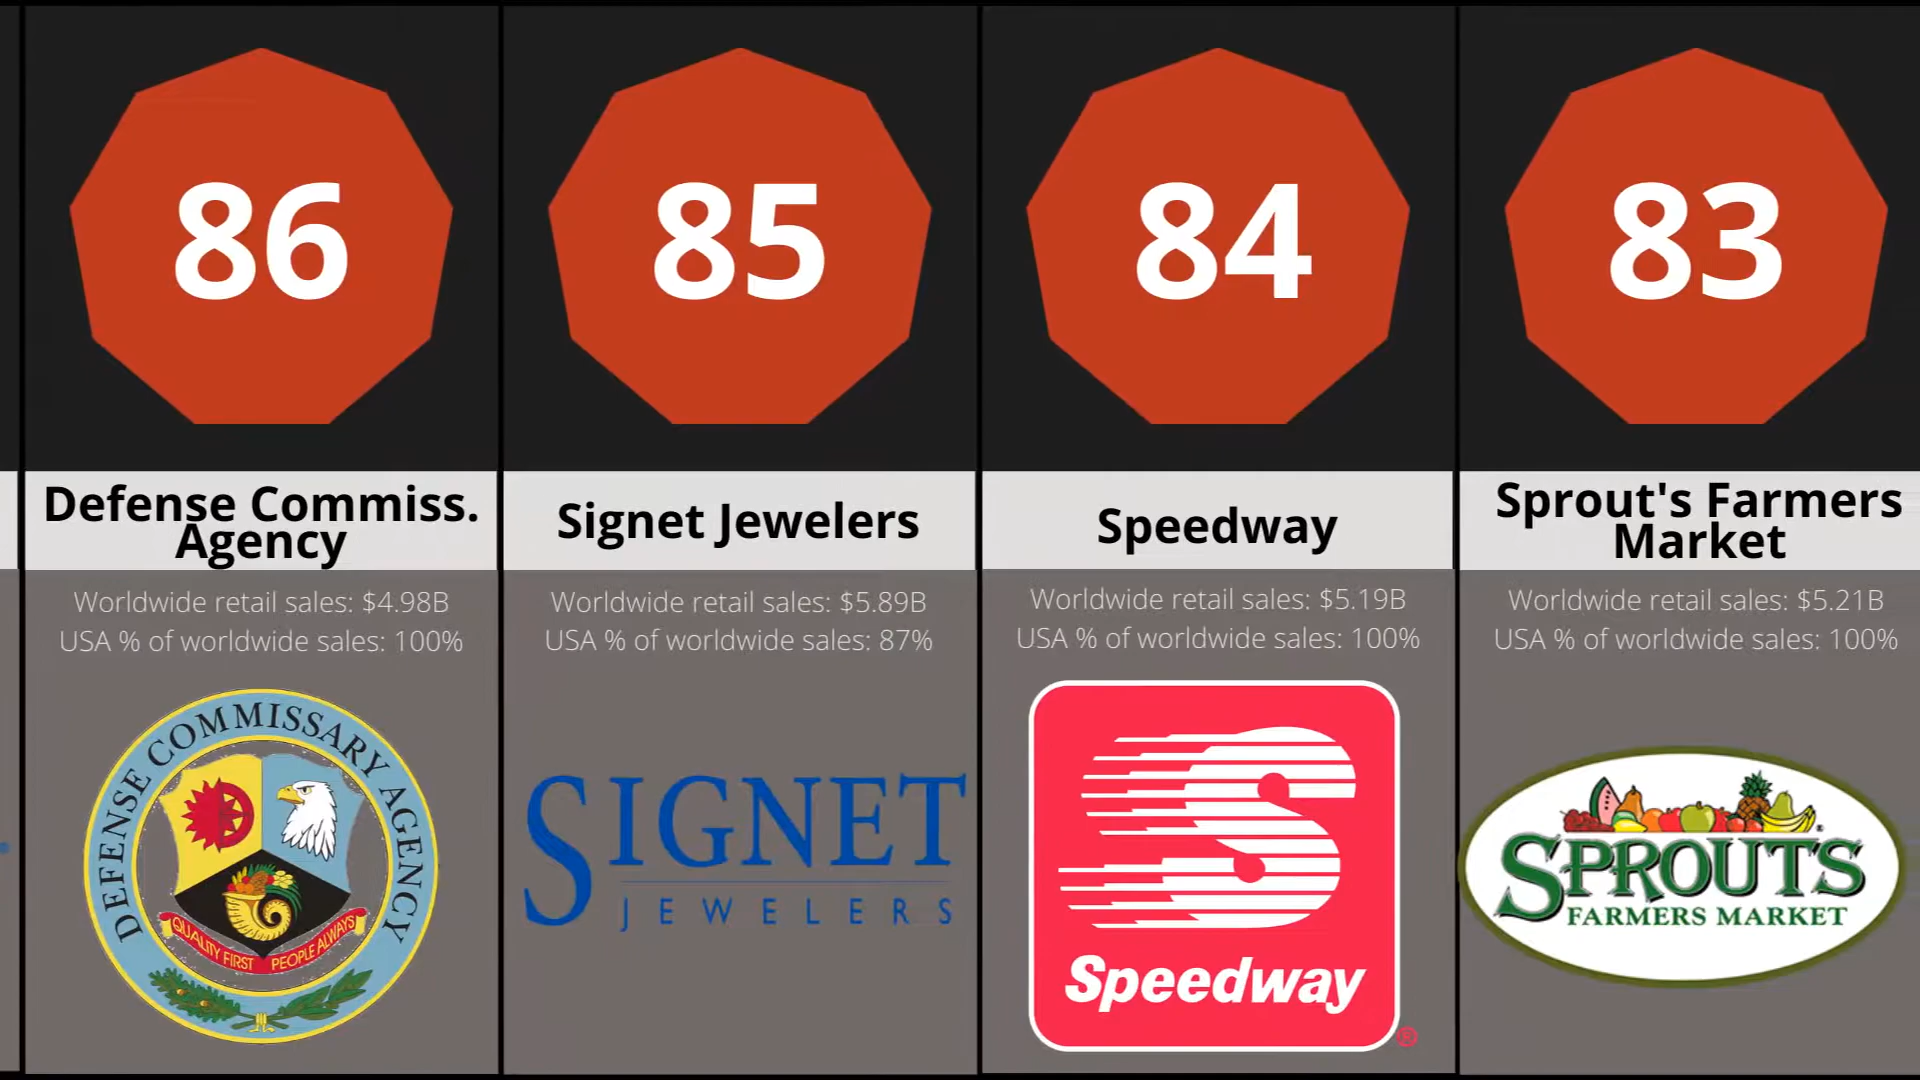 86
Defense Commiss.
Agency
Worldwide retail sales: $4.98B
USA % of worldwide sales: 100%
DEFENSE COMMISSARY AGENCY
QUALITY FIRST PEOPLE ALWAYS
85
Signet Jewelers
Worldwide retail sales: $5.89B
USA % of worldwide sales: 87%
SIGNET
JEWELERS
84
Speedway
Worldwide retail sales: $5.19B
USA % of worldwide sales: 100%
Speedway
®
83
Sprout's Farmers
Market
Worldwide retail sales: $5.21B
USA % of worldwide sales: 100%
SPROUTS
FARMERS MARKET